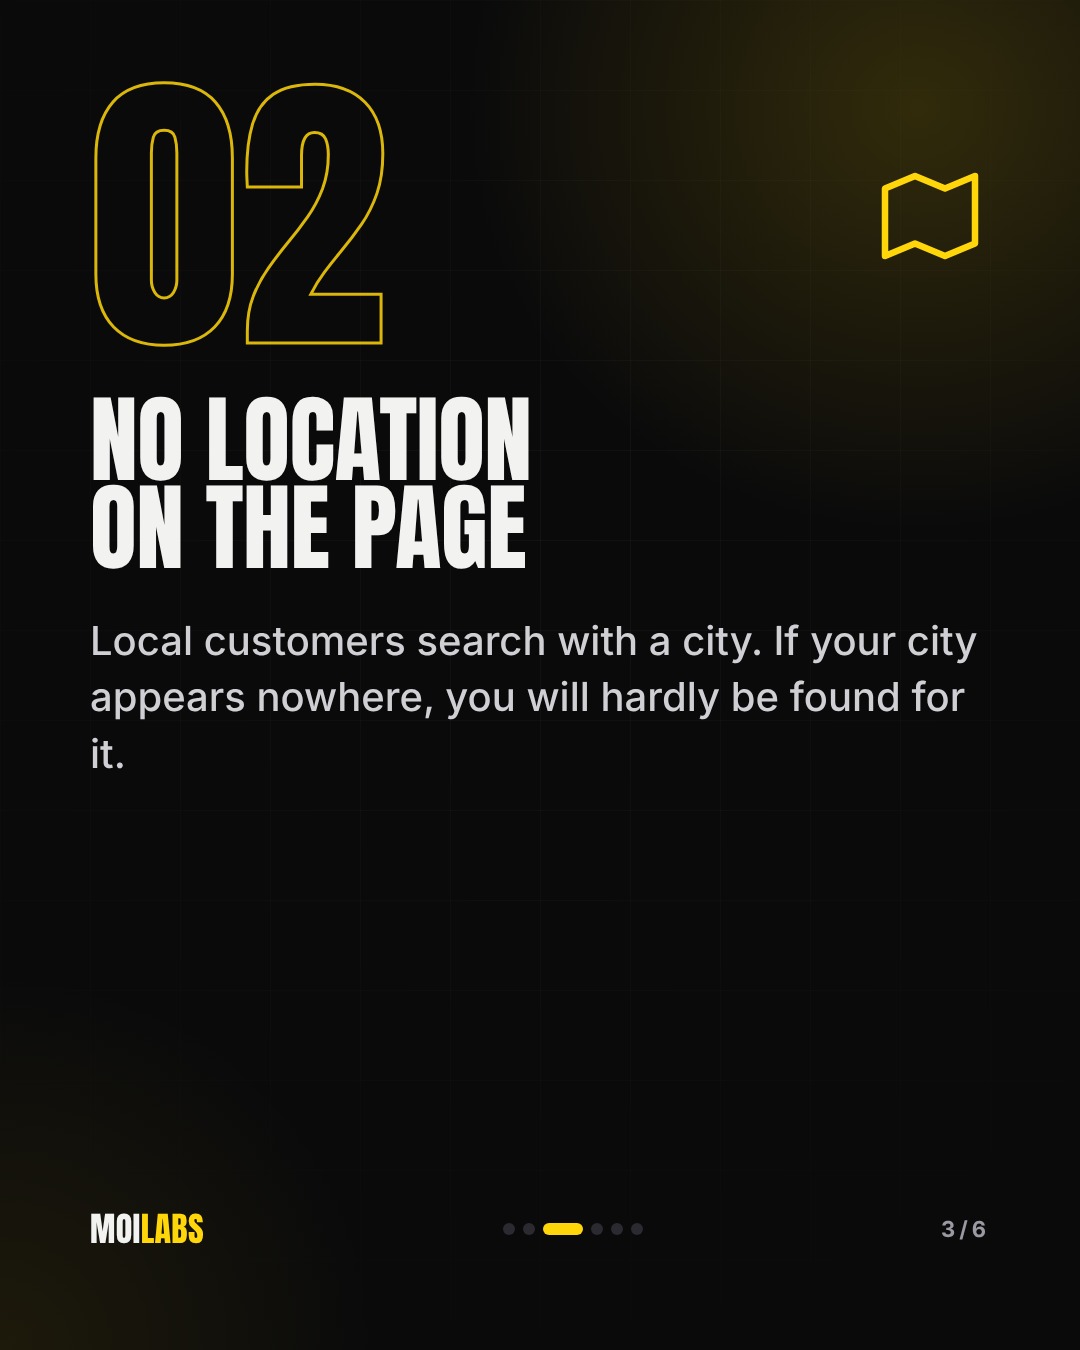 02
NO LOCATION
ON THE PAGE
Local customers search with a city. If your city
appears nowhere, you will hardly be found for
it.
MOILABS
3 / 6